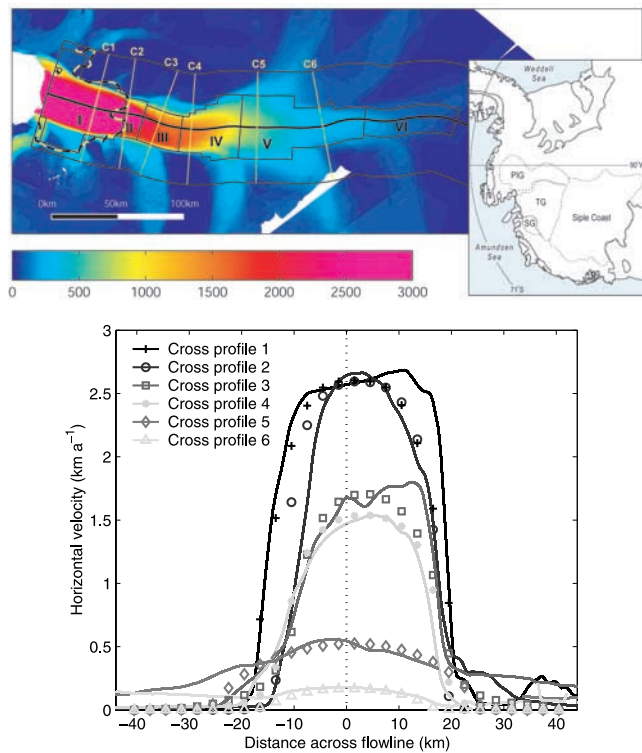 C1
C2
C3
C4
C5
C6
I
II
III
IV
V
VI
0km
50km
100km
0
500
1000
1500
2000
2500
3000
Weddell
Sea
90°W
PIG
TG
SG
Siple Coast
Amundsen
Sea
71°S
Cross profile 1
Cross profile 2
Cross profile 3
Cross profile 4
Cross profile 5
Cross profile 6
Horizontal velocity (km a⁻¹)
3
2.5
2
1.5
1
0.5
0
−40
−30
−20
−10
0
10
20
30
40
Distance across flowline (km)